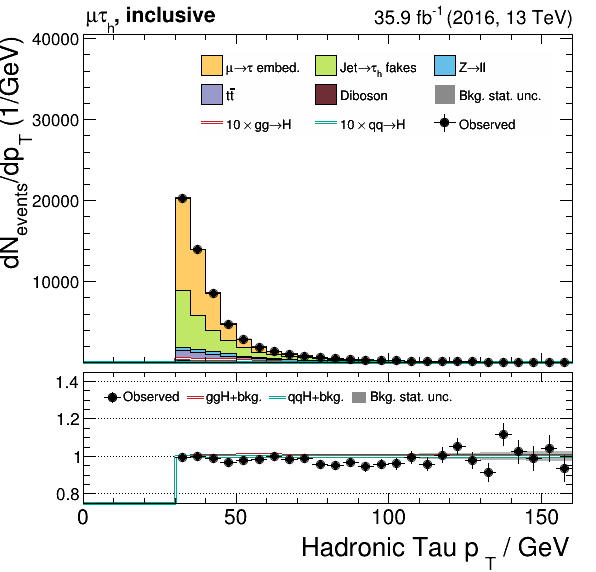 μτh, inclusive 35.9 fb-1 (2016, 13 TeV)
40000
30000
20000
10000
dNevents/dpT (1/GeV)
μ→τ embed. Jet→τh fakes Z→ll
tt̅ Diboson Bkg. stat. unc.
10 × gg→H 10 × qq→H Observed
1.4
1.2
1
0.8
Observed ggH+bkg. qqH+bkg. Bkg. stat. unc.
0 50 100 150
Hadronic Tau pT / GeV